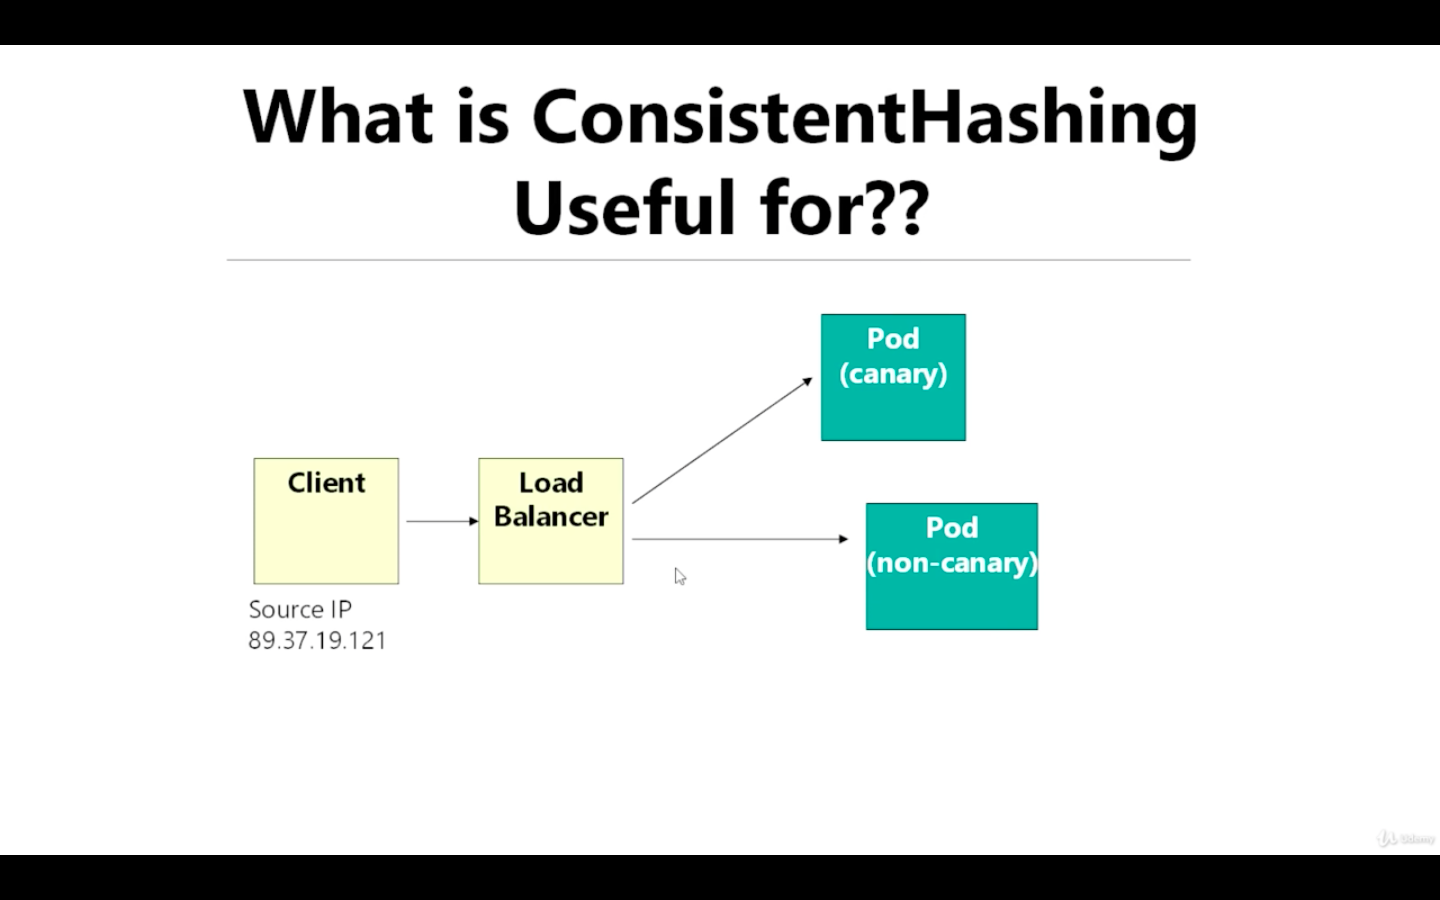 What is ConsistentHashing
Useful for??
Pod
(canary)
Client
Load
Balancer
Pod
(non-canary)
Source IP
89.37.19.121
Udemy